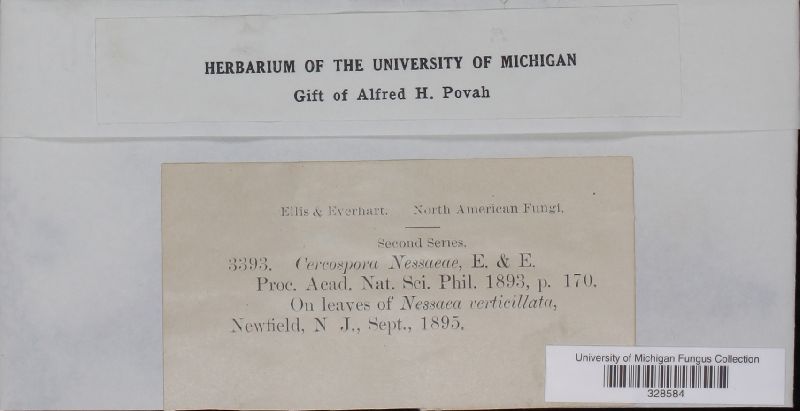 HERBARIUM OF THE UNIVERSITY OF MICHIGAN
Gift of Alfred H. Povah
Ellis & Everhart. North American Fungi.
Second Series.
3393. Cercospora Nessaeae, E. & E.
Proc. Acad. Nat. Sci. Phil. 1893, p. 170.
On leaves of Nessaea verticillata,
Newfield, N J., Sept., 1895.
University of Michigan Fungus Collection
328584